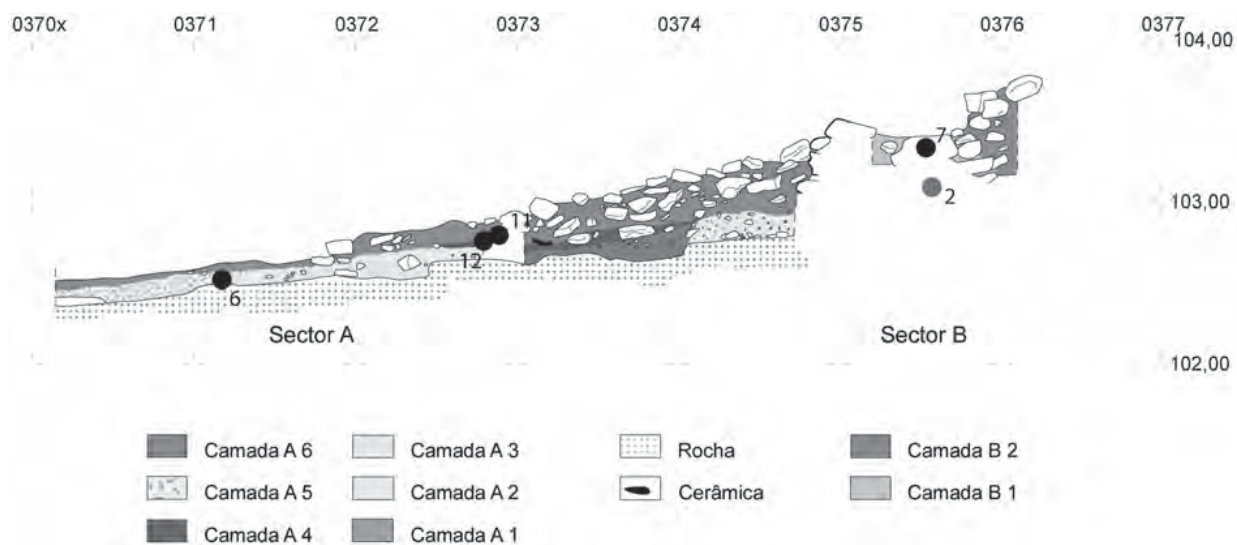 0370x 0371 0372 0373 0374 0375 0376 0377
104,00
7
2
103,00
11
12
6
Sector A Sector B
102,00
Camada A 6 Camada A 3 Rocha Camada B 2
Camada A 5 Camada A 2 Cerâmica Camada B 1
Camada A 4 Camada A 1